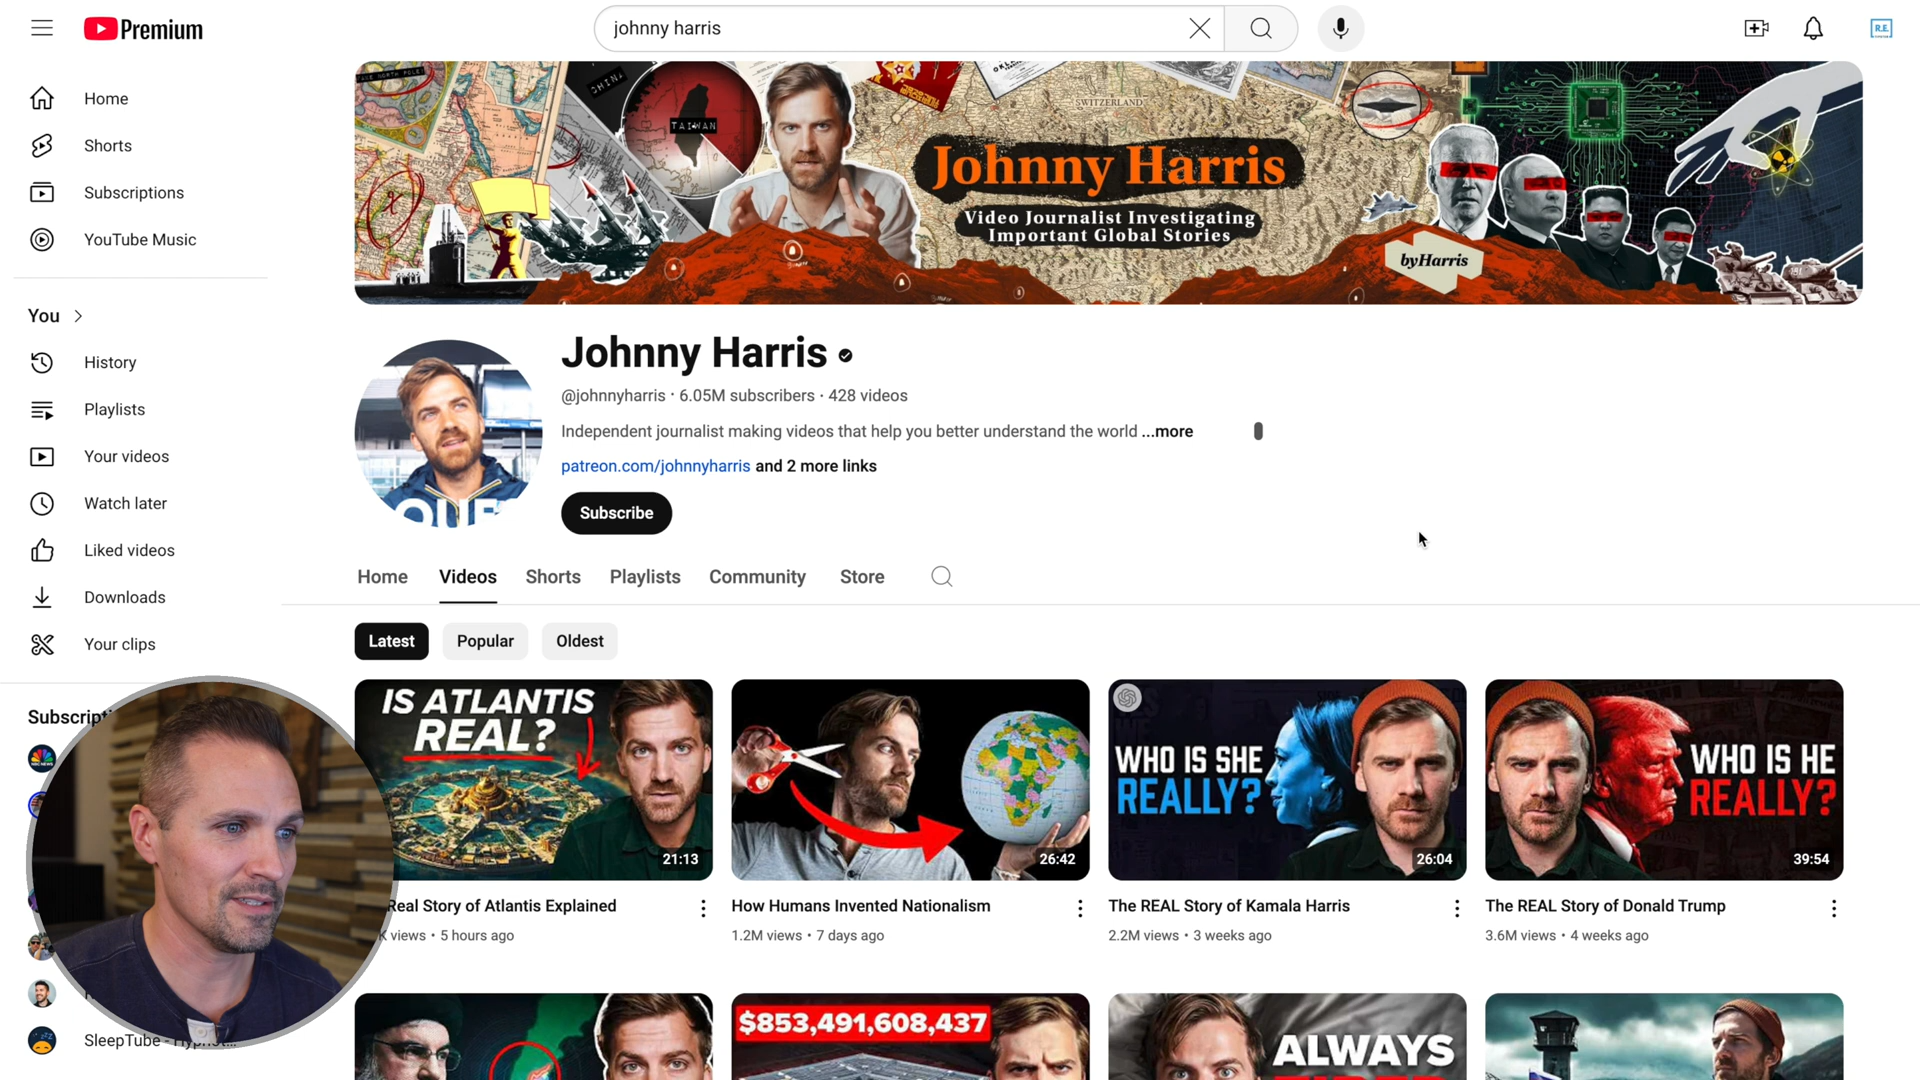 Premium
johnny harris
R.E.
Home
Shorts
Subscriptions
YouTube Music
You
History
Playlists
Your videos
Watch later
Liked videos
Downloads
Your clips
Subscripti
SleepTube - Hypnot...
CHINA
TAIWAN
SWITZERLAND
Johnny Harris
Video Journalist Investigating
Important Global Stories
byHarris
Johnny Harris
@johnnyharris · 6.05M subscribers · 428 videos
Independent journalist making videos that help you better understand the world ...more
patreon.com/johnnyharris and 2 more links
Subscribe
Home Videos Shorts Playlists Community Store
Latest Popular Oldest
IS ATLANTIS
REAL?
21:13
26:42
WHO IS SHE
REALLY?
26:04
WHO IS HE
REALLY?
39:54
Real Story of Atlantis Explained
K views • 5 hours ago
How Humans Invented Nationalism
1.2M views • 7 days ago
The REAL Story of Kamala Harris
2.2M views • 3 weeks ago
The REAL Story of Donald Trump
3.6M views • 4 weeks ago
$853,491,608,437
ALWAYS